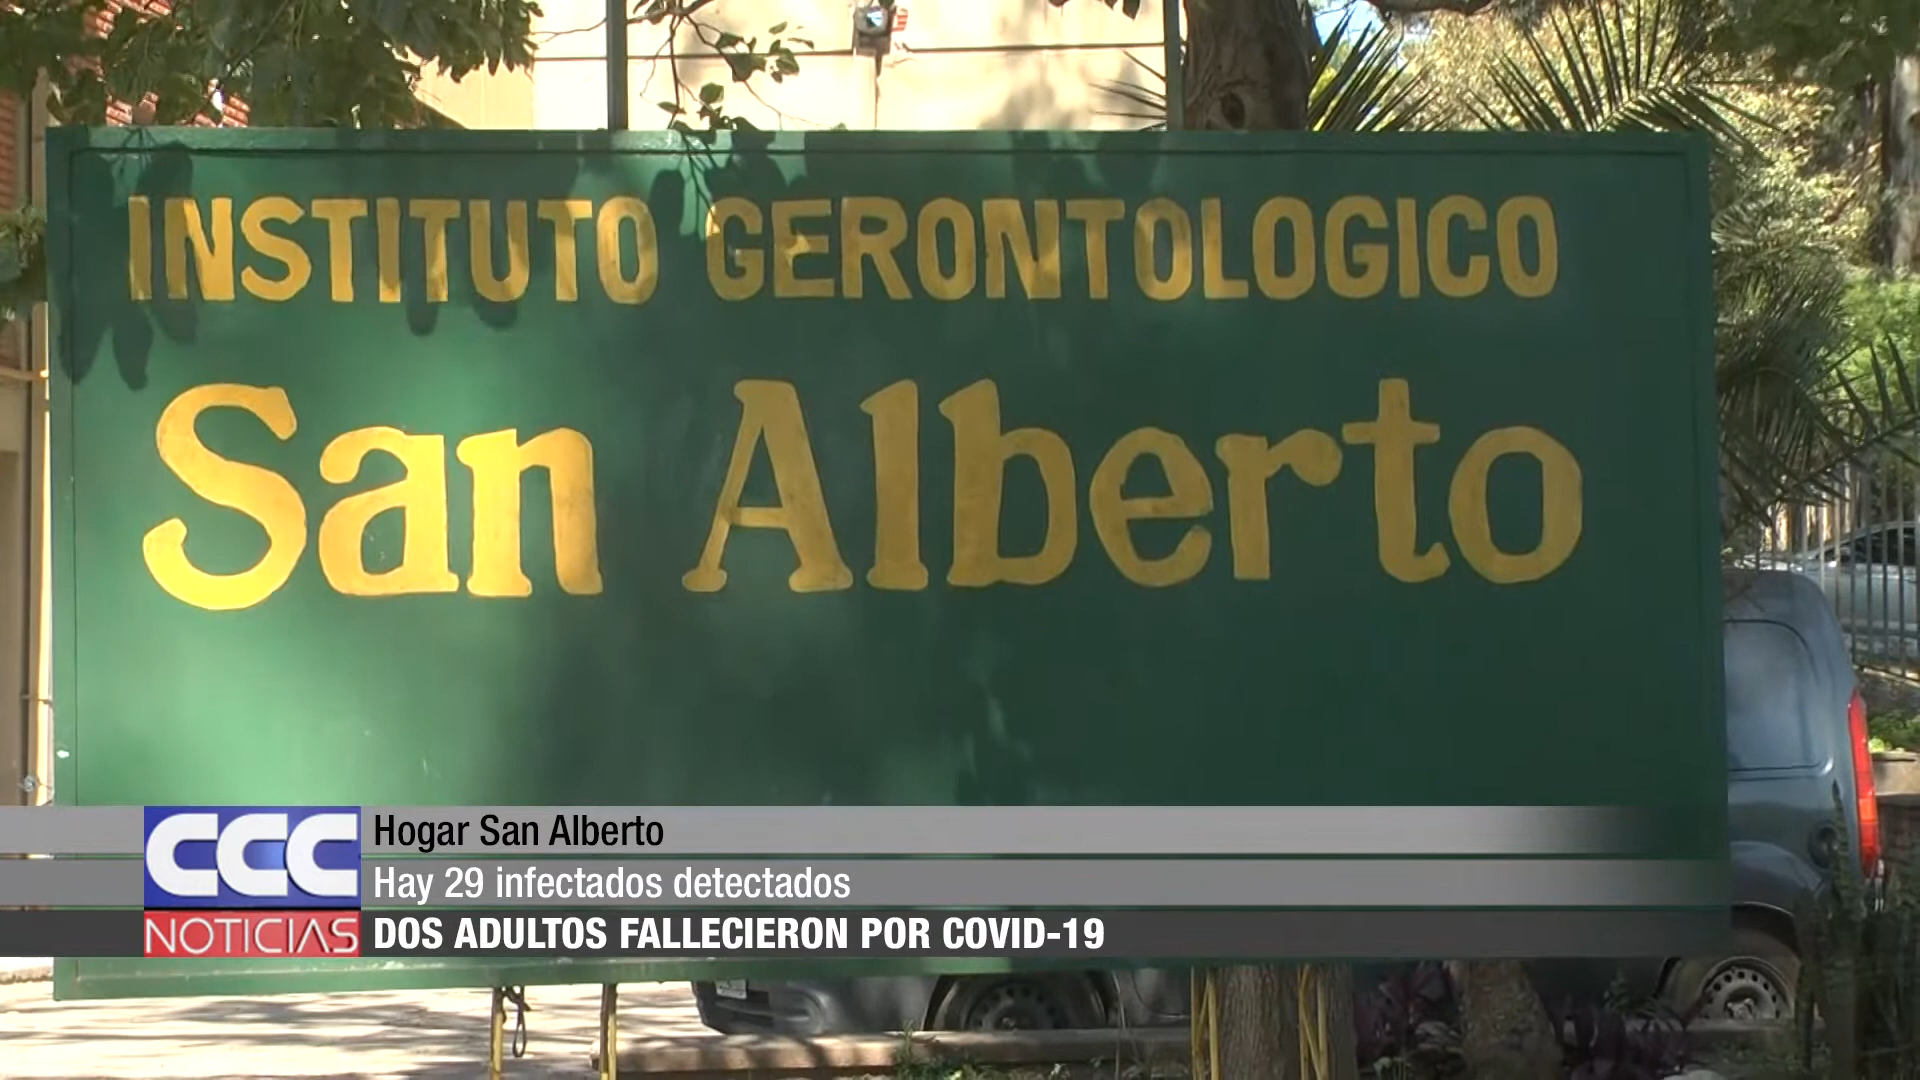 INSTITUTO GERONTOLOGICO
San Alberto
CCC
NOTICIAS
Hogar San Alberto
Hay 29 infectados detectados
DOS ADULTOS FALLECIERON POR COVID-19